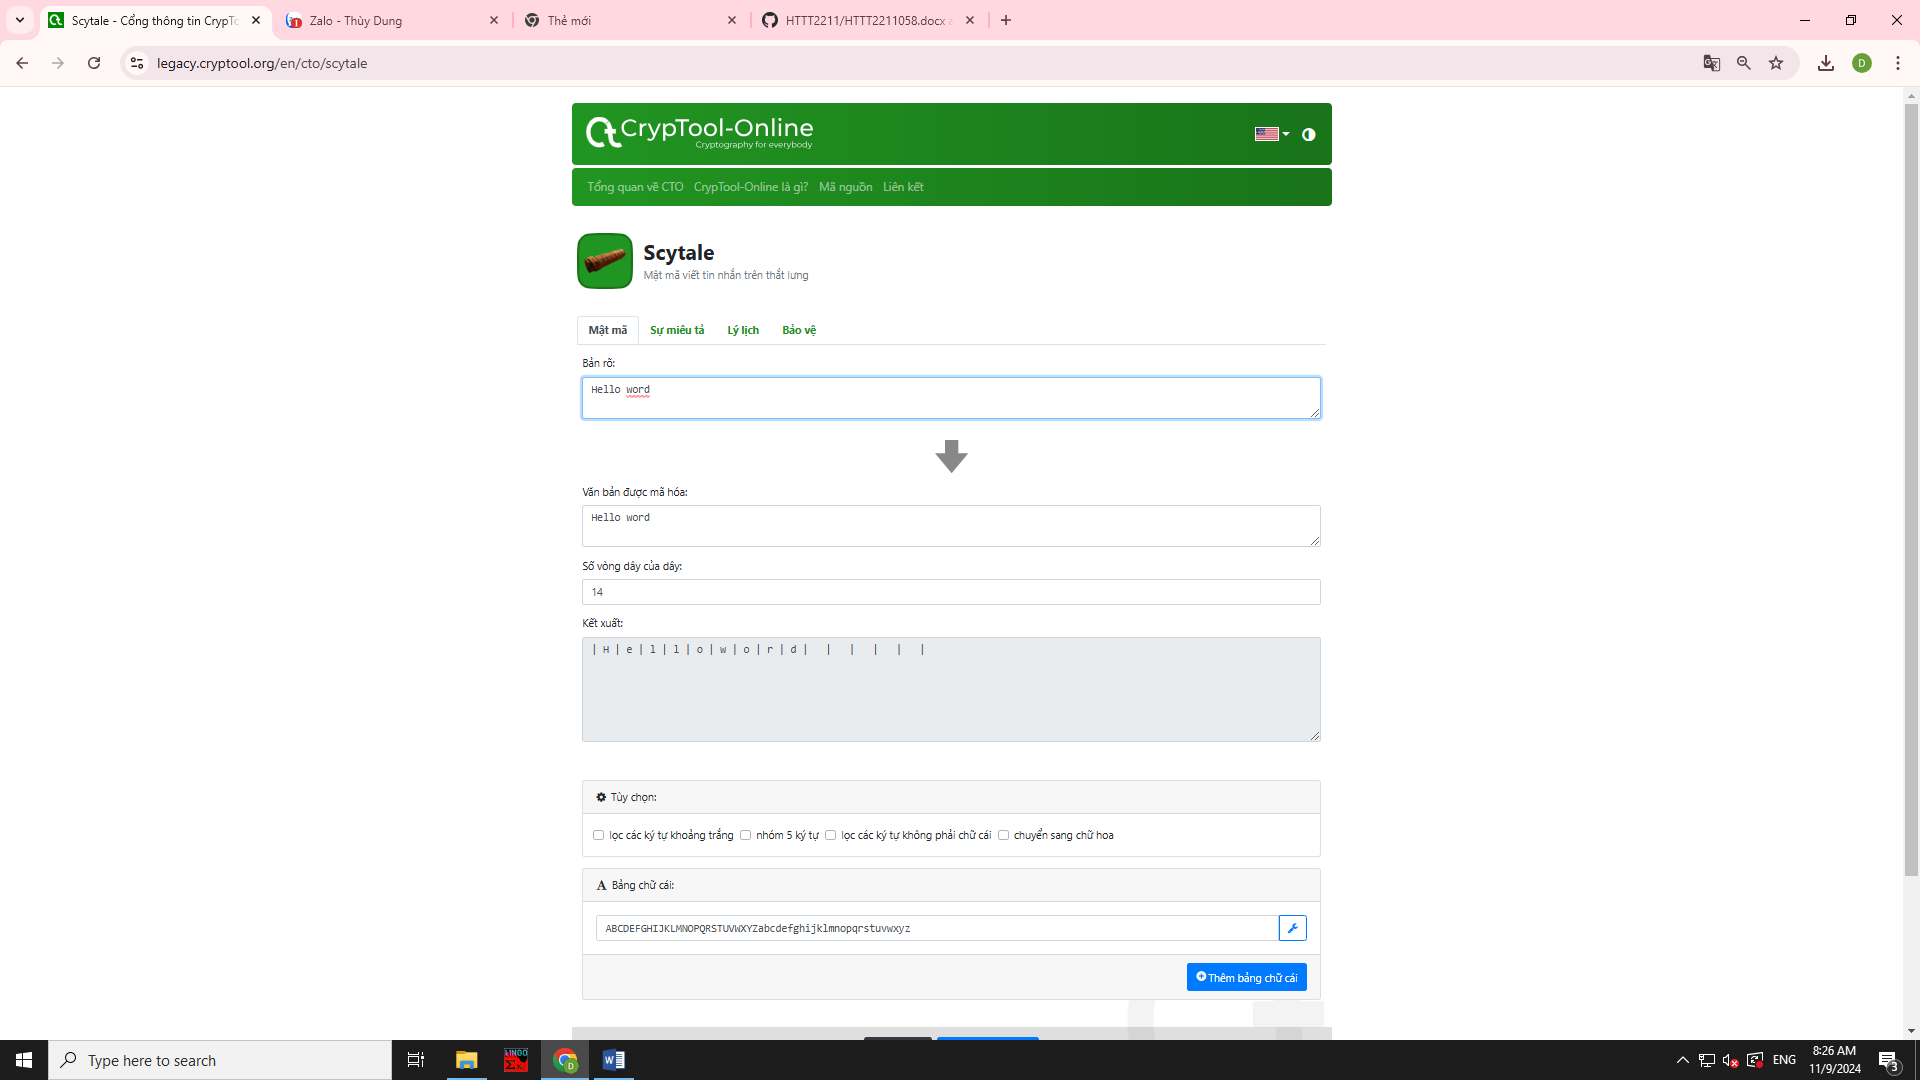 Scytale - Cổng thông tin CrypTo
Zalo - Thùy Dung
Thẻ mới
HTTT2211/HTTT2211058.docx a
legacy.cryptool.org/en/cto/scytale
D
CrypTool-Online
Cryptography for everybody
Tổng quan về CTO CrypTool-Online là gì? Mã nguồn Liên kết
Scytale
Mật mã viết tin nhắn trên thắt lưng
Mật mã Sự miêu tả Lý lịch Bảo vệ
Bản rõ:
Hello word
Văn bản được mã hóa:
Hello word
Số vòng dây của dây:
14
Kết xuất:
| H | e | l | l | o | w | o | r | d |   |   |   |   |   |
Tùy chọn:
lọc các ký tự khoảng trắng nhóm 5 ký tự lọc các ký tự không phải chữ cái chuyển sang chữ hoa
A Bảng chữ cái:
ABCDEFGHIJKLMNOPQRSTUVWXYZabcdefghijklmnopqrstuvwxyz
Thêm bảng chữ cái
Type here to search
LINGO
D
ENG
8:26 AM
11/9/2024
3